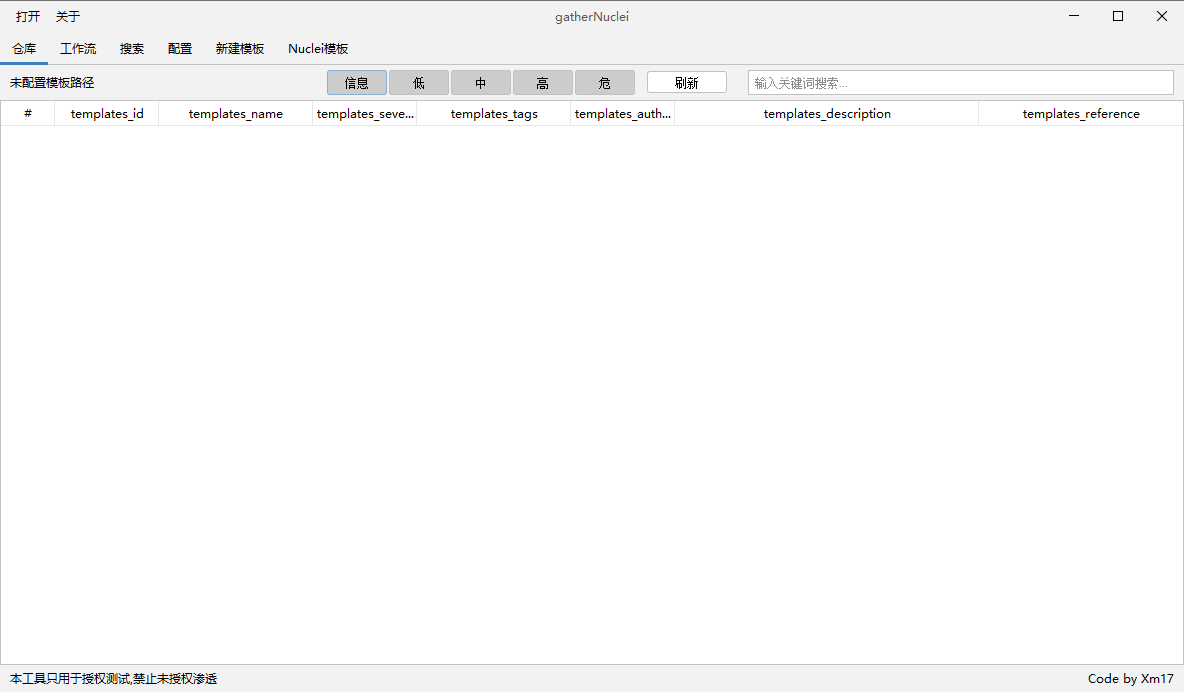 打开 关于 gatherNuclei
仓库 工作流 搜索 配置 新建模板 Nuclei模板
未配置模板路径 信息 低 中 高 危 刷新 输入关键词搜索...
# templates_id templates_name templates_seve... templates_tags templates_auth... templates_description templates_reference
本工具只用于授权测试,禁止未授权渗透 Code by Xm17